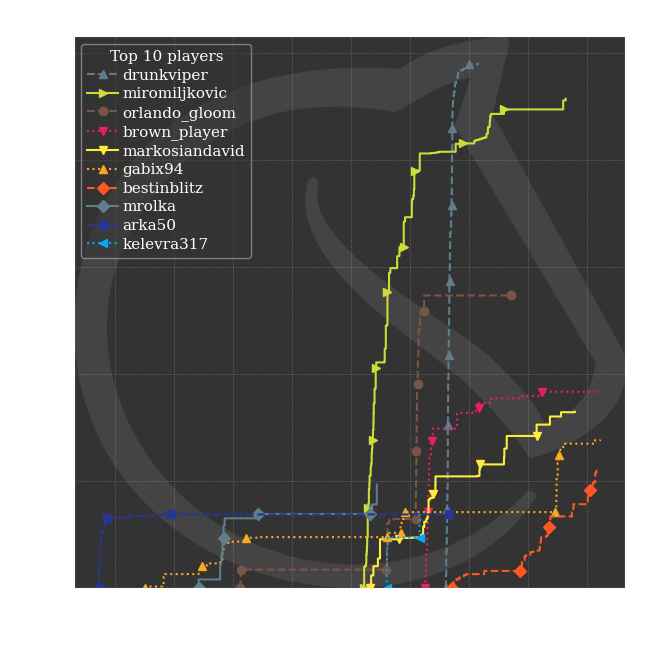 Top 10 players
drunkviper
miromiljkovic
orlando_gloom
brown_player
markosiandavid
gabix94
bestinblitz
mrolka
arka50
kelevra317